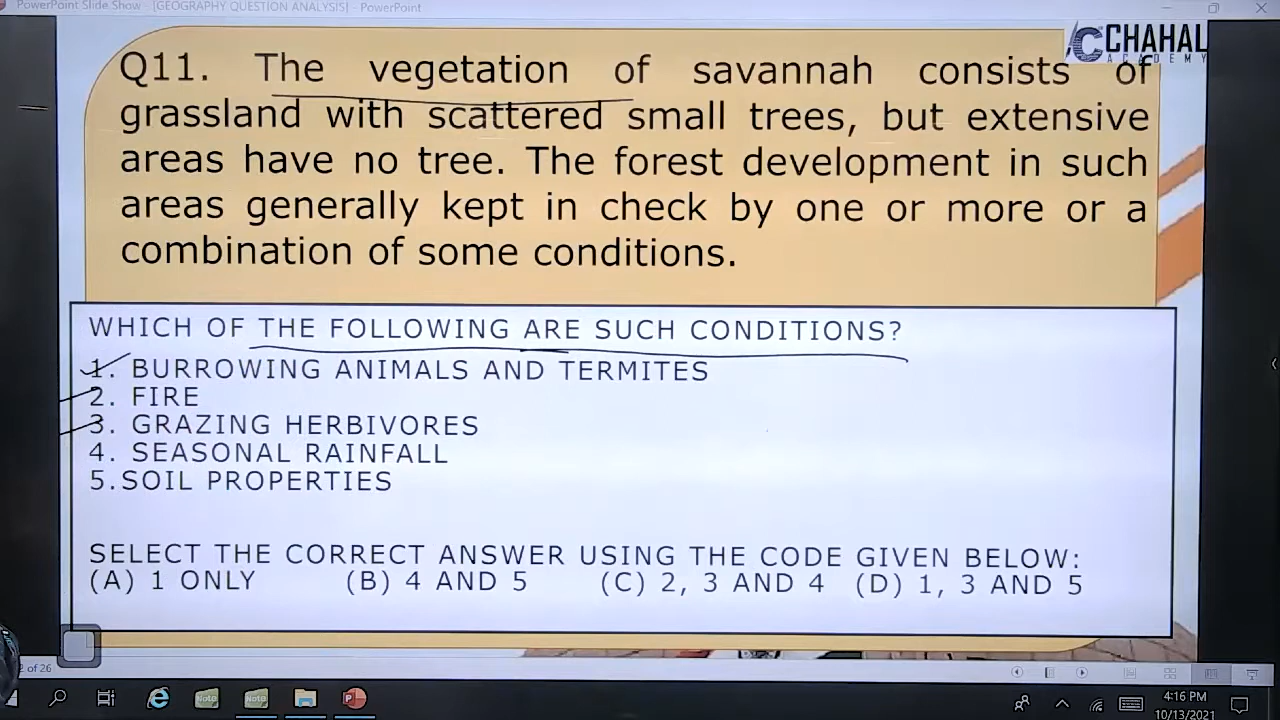 PowerPoint Slide Show - [GEOGRAPHY QUESTION ANALYSIS] - PowerPoint
CHAHAL
ACADEMY
Q11. The vegetation of savannah consists of
grassland with scattered small trees, but extensive
areas have no tree. The forest development in such
areas generally kept in check by one or more or a
combination of some conditions.
WHICH OF THE FOLLOWING ARE SUCH CONDITIONS?
1. BURROWING ANIMALS AND TERMITES
2. FIRE
3. GRAZING HERBIVORES
4. SEASONAL RAINFALL
5.SOIL PROPERTIES
SELECT THE CORRECT ANSWER USING THE CODE GIVEN BELOW:
(A) 1 ONLY (B) 4 AND 5 (C) 2, 3 AND 4 (D) 1, 3 AND 5
of 26
4:16 PM
10/13/2021